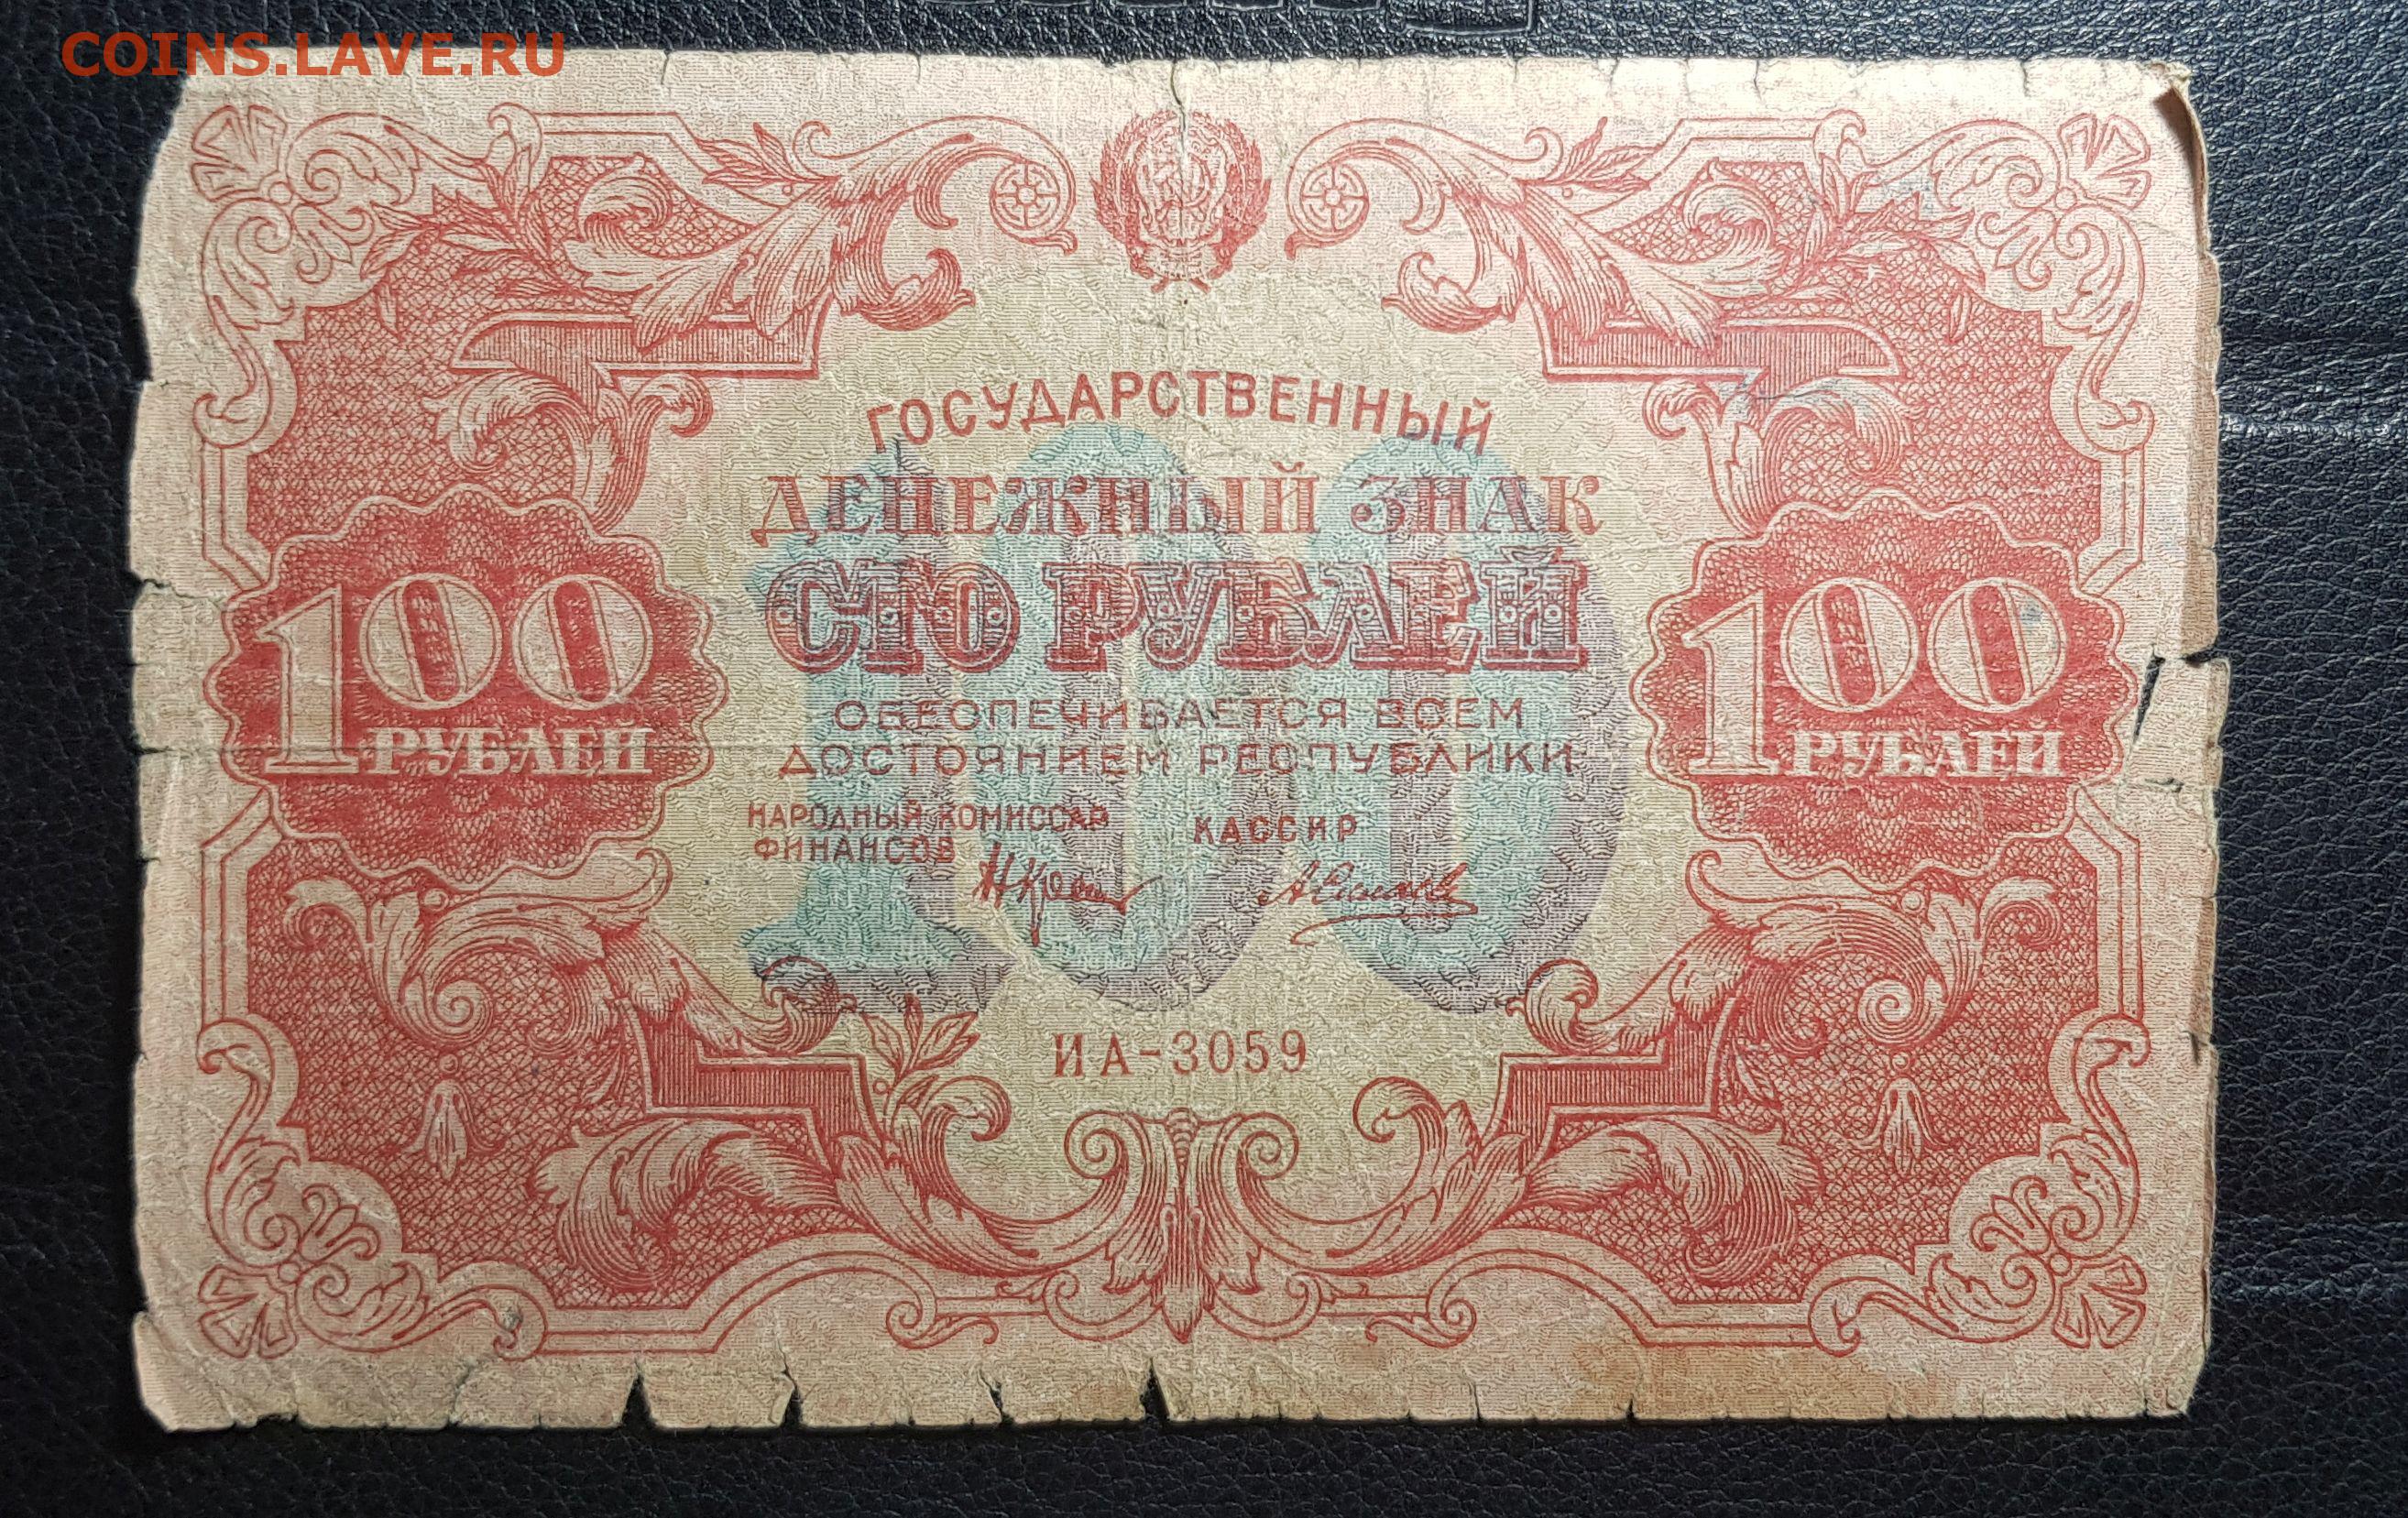 COINS.LAVE.RU
ГОСУДАРСТВЕННЫЙ
ДЕНЕЖНЫЙ ЗНАК
СТО РУБЛЕЙ
100
РУБЛЕЙ
100
100
РУБЛЕЙ
ОБЕСПЕЧИВАЕТСЯ ВСЕМ
ДОСТОЯНИЕМ РЕСПУБЛИКИ
НАРОДНЫЙ КОМИССАР
ФИНАНСОВ
КАССИР
ИА-3059